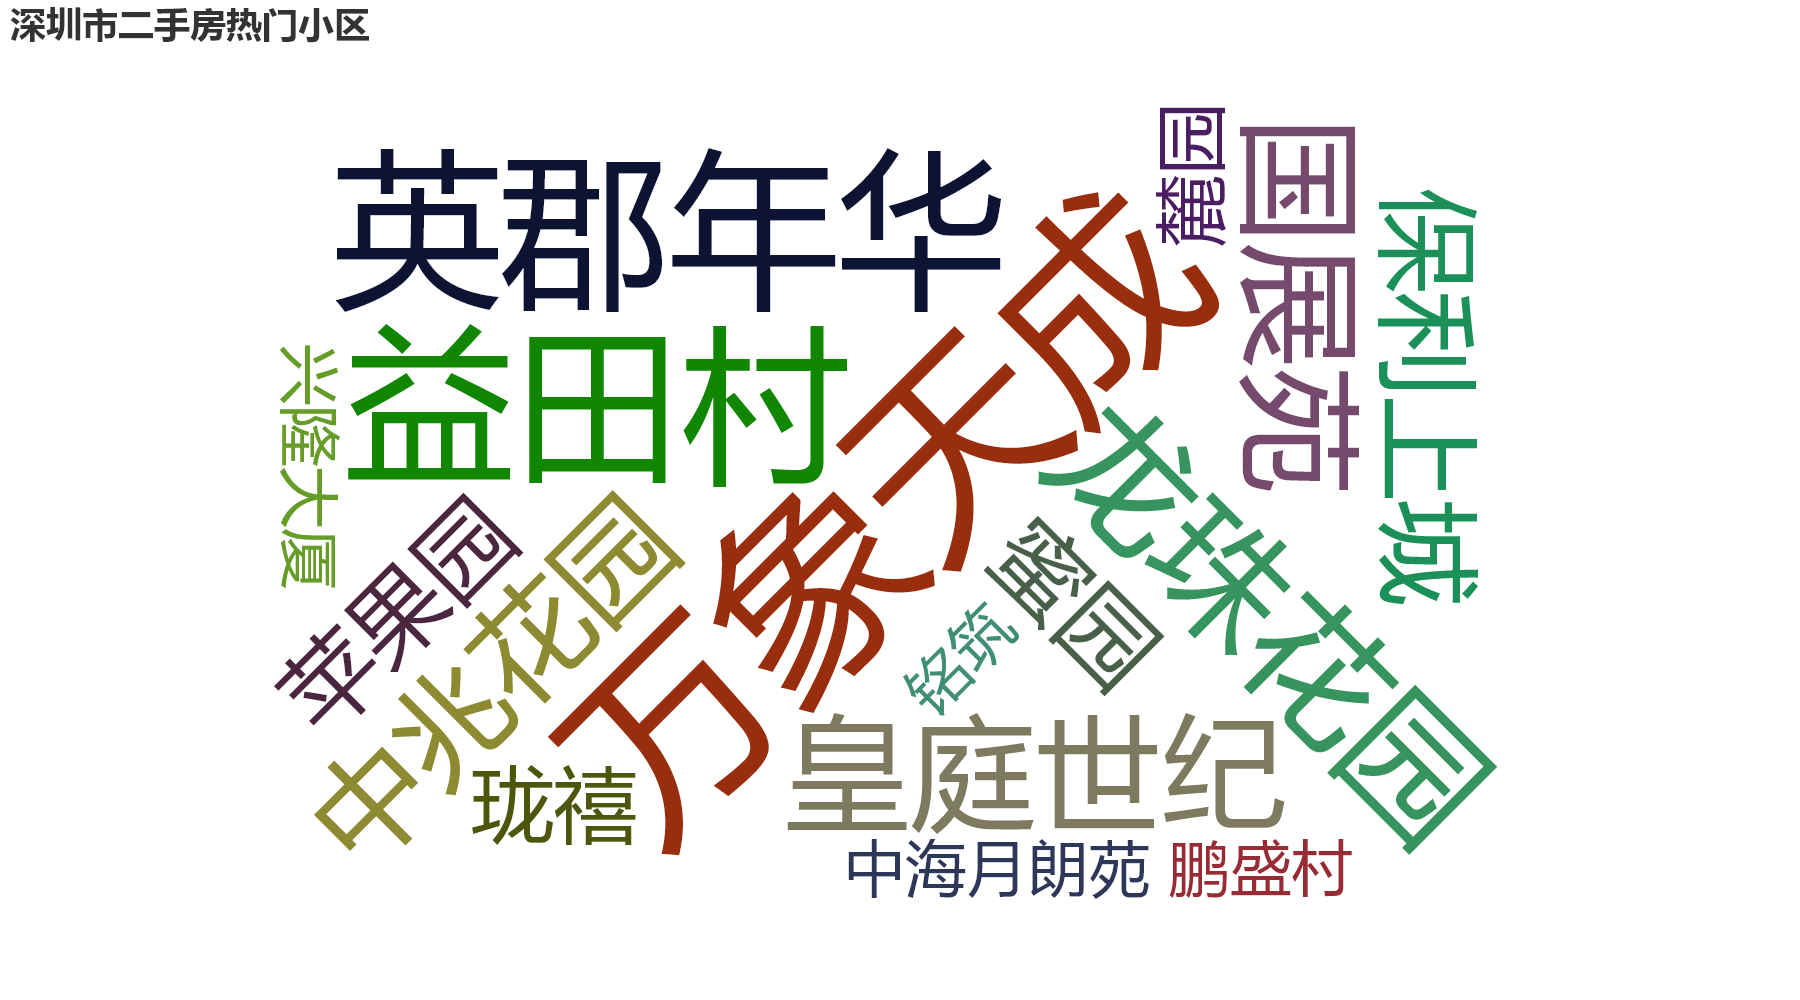 深圳市二手房热门小区
英郡年华
益田村
万象天成
麓园
国展苑
保利上城
兴隆大厦
苹果园
中兆花园
龙珠花园
蜜园
铭筑
珑禧
皇庭世纪
中海月朗苑
鹏盛村